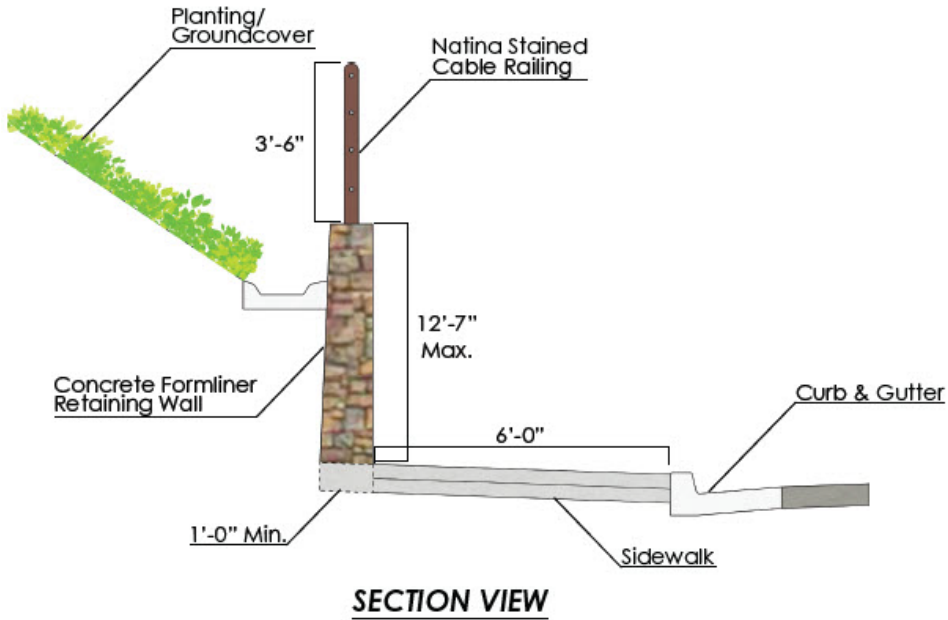 Planting/
Groundcover
Natina Stained
Cable Railing
3'-6"
12'-7"
Max.
Concrete Formliner
Retaining Wall
Curb & Gutter
6'-0"
1'-0" Min.
Sidewalk
SECTION VIEW